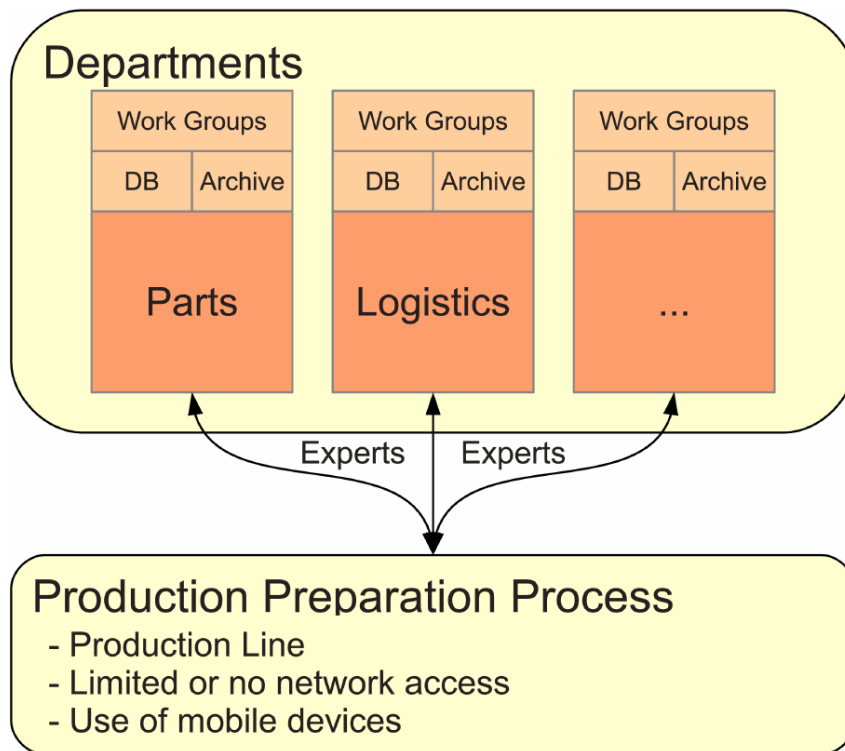 Departments
Work Groups
DB Archive
Parts
Work Groups
DB Archive
Logistics
Work Groups
DB Archive
...
Experts Experts
Production Preparation Process
- Production Line
- Limited or no network access
- Use of mobile devices